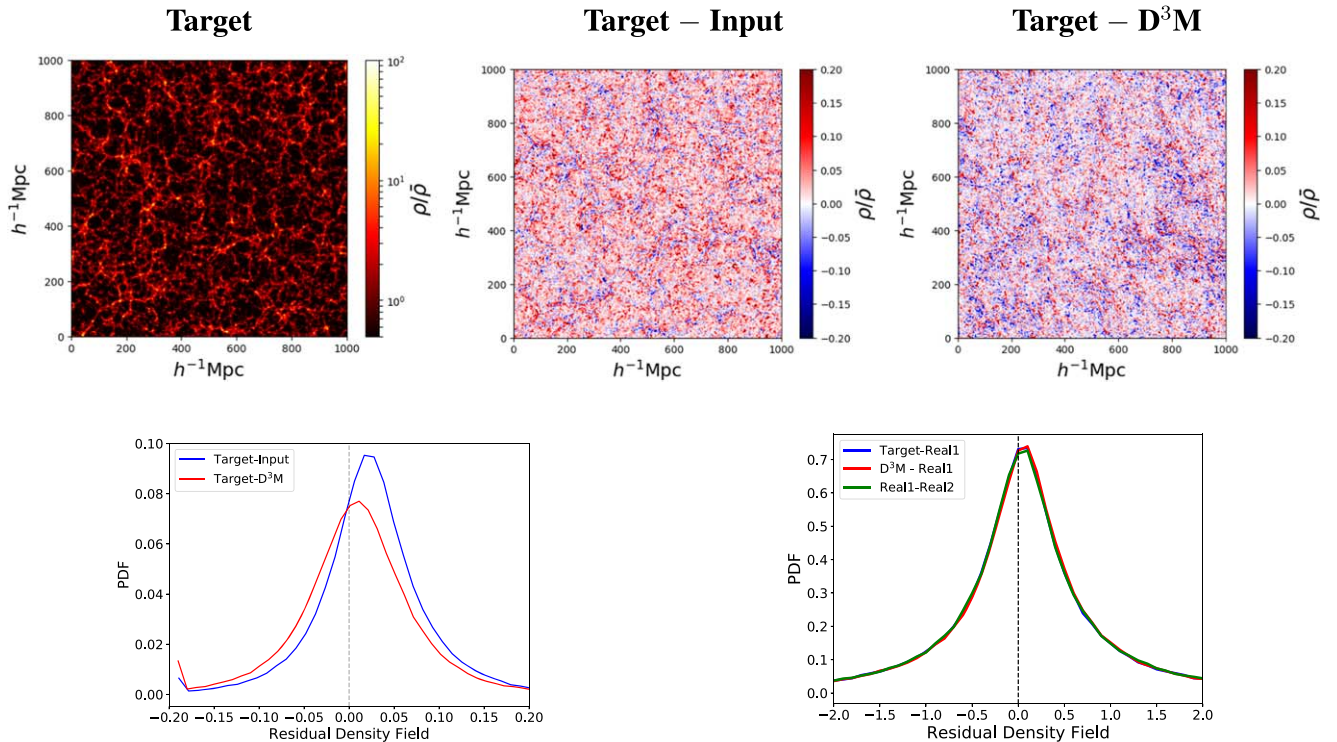 Target
Target − Input
Target − D³M
1000
800
600
400
200
0
h⁻¹Mpc
0 200 400 600 800 1000
h⁻¹Mpc
10²
10¹
10⁰
ρ/ρ̄
1000
800
600
400
200
0
h⁻¹Mpc
0 200 400 600 800 1000
h⁻¹Mpc
0.20
0.15
0.10
0.05
0.00
−0.05
−0.10
−0.15
−0.20
ρ/ρ̄
1000
800
600
400
200
0
h⁻¹Mpc
0 200 400 600 800 1000
h⁻¹Mpc
0.20
0.15
0.10
0.05
0.00
−0.05
−0.10
−0.15
−0.20
ρ/ρ̄
0.10
0.08
0.06
0.04
0.02
0.00
PDF
Target-Input
Target-D³M
−0.20 −0.15 −0.10 −0.05 0.00 0.05 0.10 0.15 0.20
Residual Density Field
0.7
0.6
0.5
0.4
0.3
0.2
0.1
0.0
PDF
Target-Real1
D³M - Real1
Real1-Real2
−2.0 −1.5 −1.0 −0.5 0.0 0.5 1.0 1.5 2.0
Residual Density Field